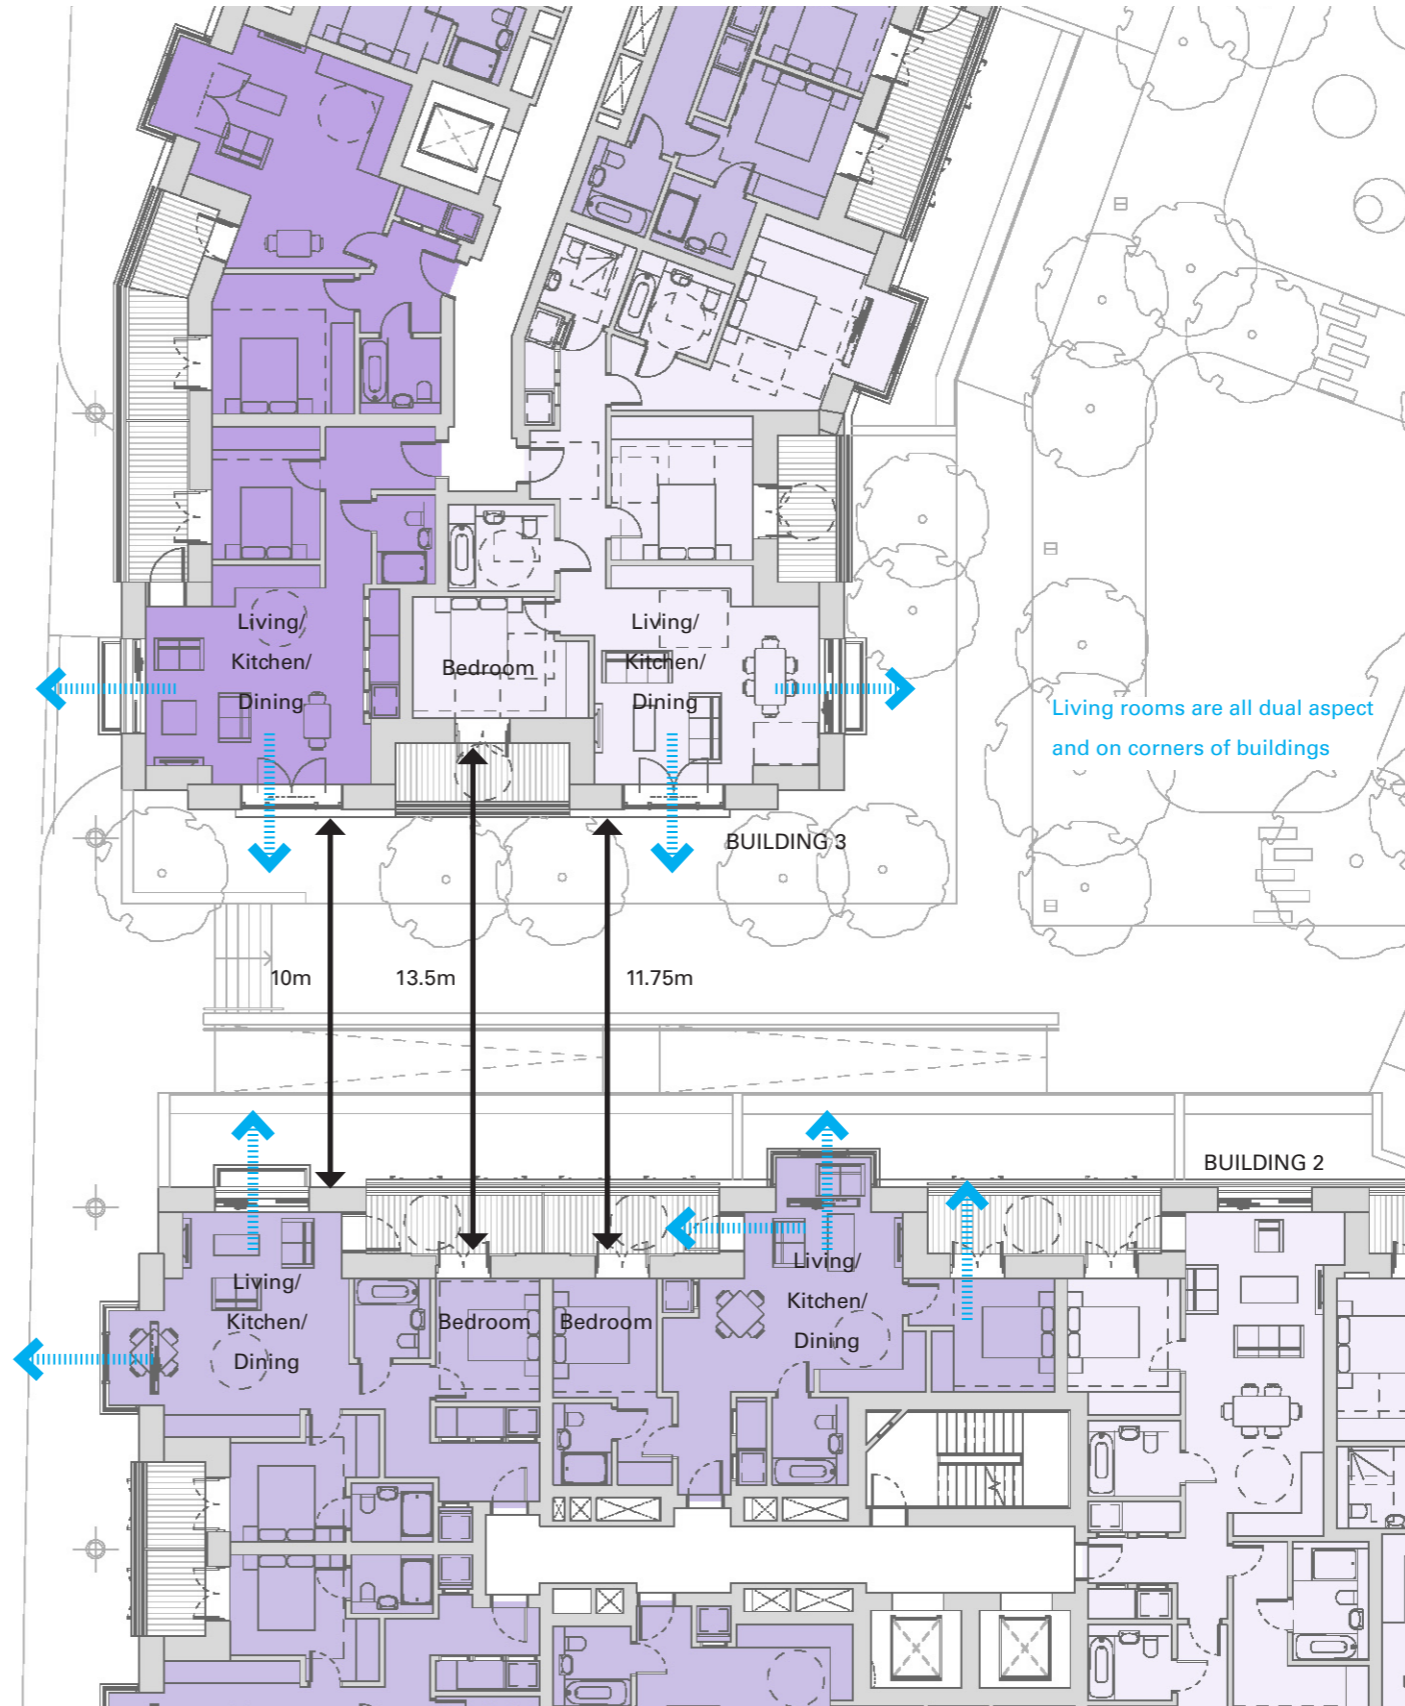 Living/
Kitchen/
Dining
Bedroom
Living/
Kitchen/
Dining
Living rooms are all dual aspect
and on corners of buildings
BUILDING 3
10m
13.5m
11.75m
BUILDING 2
Living/
Kitchen/
Dining
Bedroom
Bedroom
Living/
Kitchen/
Dining